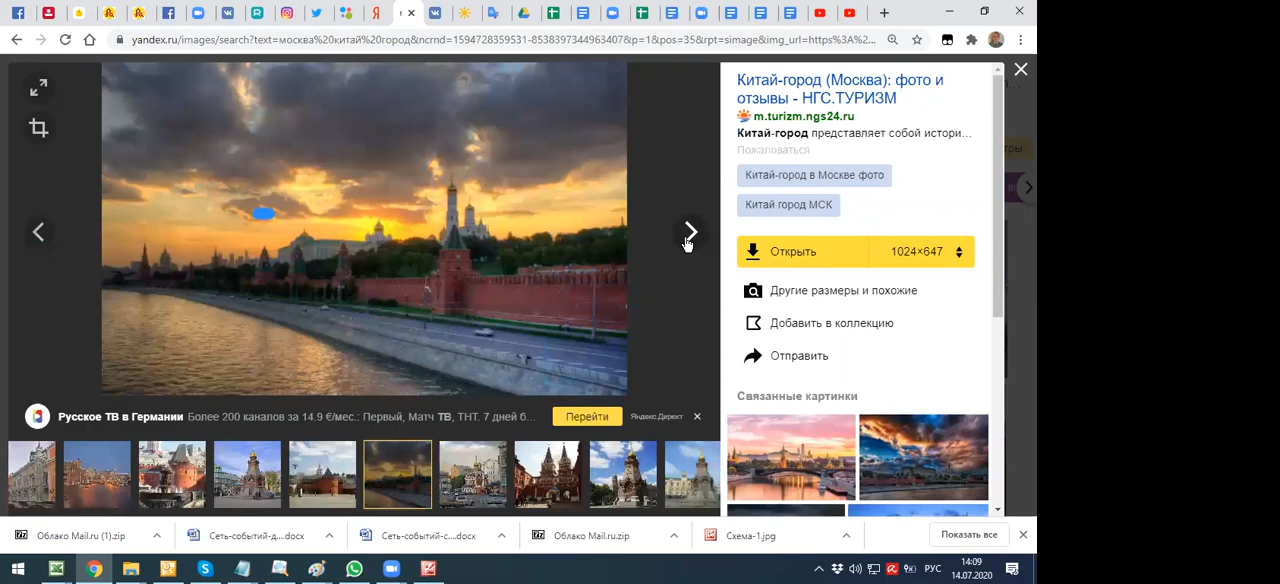 yandex.ru/images/search?text=москва%20китай%20город&ncrnd=1594728359531-8538397344963407&p=1&pos=35&rpt=simage&img_url=https%3A%2...
Китай-город (Москва): фото и
отзывы - НГС.ТУРИЗМ
m.turizm.ngs24.ru
Китай-город представляет собой истори...
Пожаловаться
Китай-город в Москве фото
Китай город МСК
Открыть 1024×647
Другие размеры и похожие
Добавить в коллекцию
Отправить
Связанные картинки
Русское ТВ в Германии Более 200 каналов за 14.9 €/мес.: Первый, Матч ТВ, ТНТ. 7 дней б... Перейти Яндекс.Директ
Облако Mail.ru (1).zip Сеть-событий-д....docx Сеть-событий-с....docx Облако Mail.ru.zip Схема-1.jpg Показать все
РУС
14:09
14.07.2020